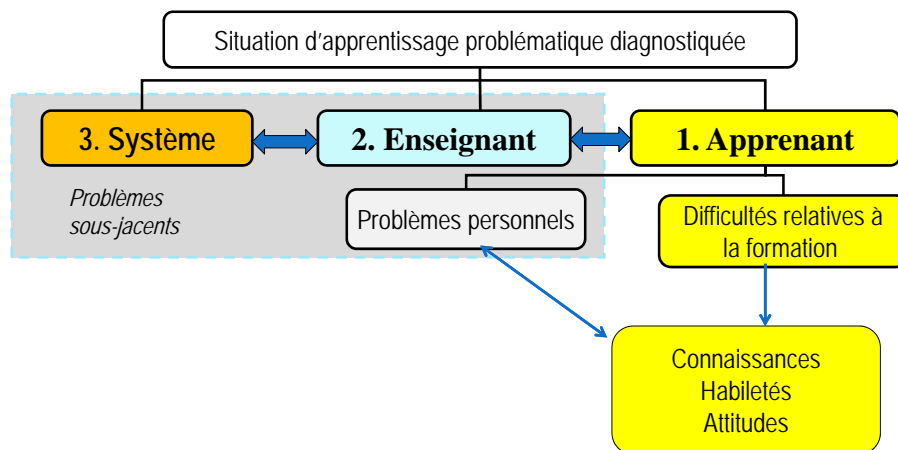 Situation d'apprentissage problématique diagnostiquée
3. Système
2. Enseignant
1. Apprenant
Problèmes
sous-jacents
Problèmes personnels
Difficultés relatives à
la formation
Connaissances
Habiletés
Attitudes